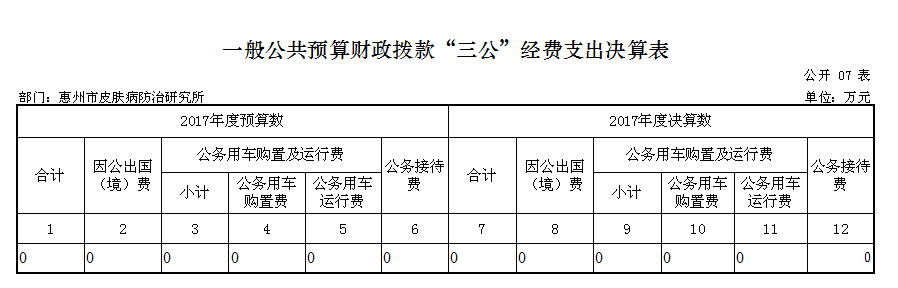 一般公共预算财政拨款“三公”经费支出决算表
公开 07 表
部门：惠州市皮肤病防治研究所 单位：万元
2017年度预算数 2017年度决算数
合计 因公出国（境）费 公务用车购置及运行费 公务接待费 合计 因公出国（境）费 公务用车购置及运行费 公务接待费
小计 公务用车购置费 公务用车运行费 小计 公务用车购置费 公务用车运行费
1 2 3 4 5 6 7 8 9 10 11 12
0 0 0 0 0 0 0 0 0 0 0 0